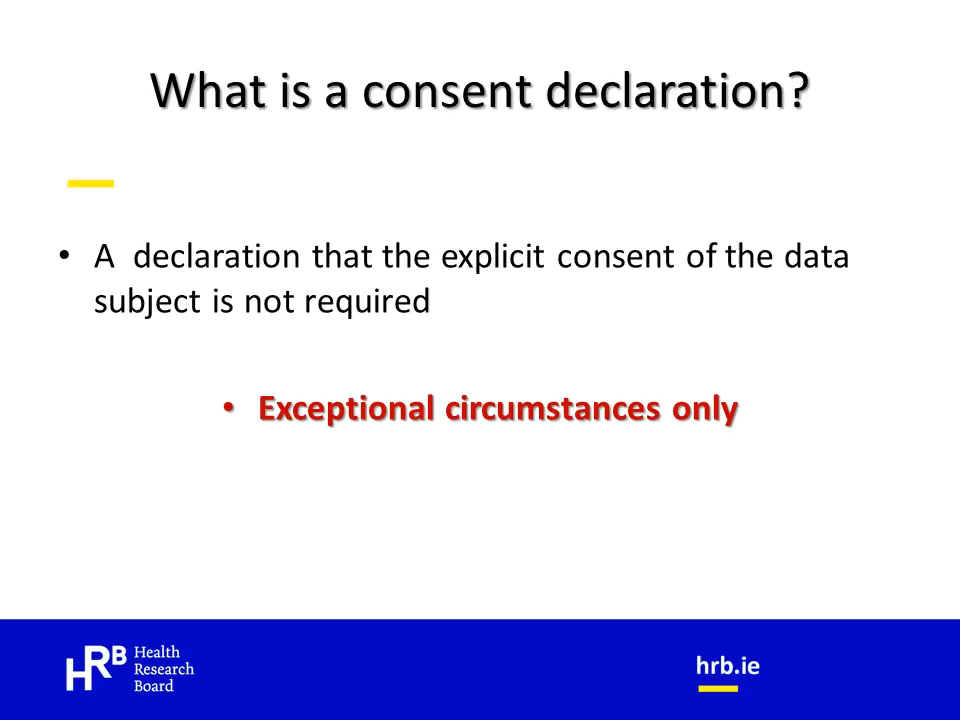 What is a consent declaration?
• A  declaration that the explicit consent of the data
subject is not required
• Exceptional circumstances only
HRB
Health
Research
Board
hrb.ie